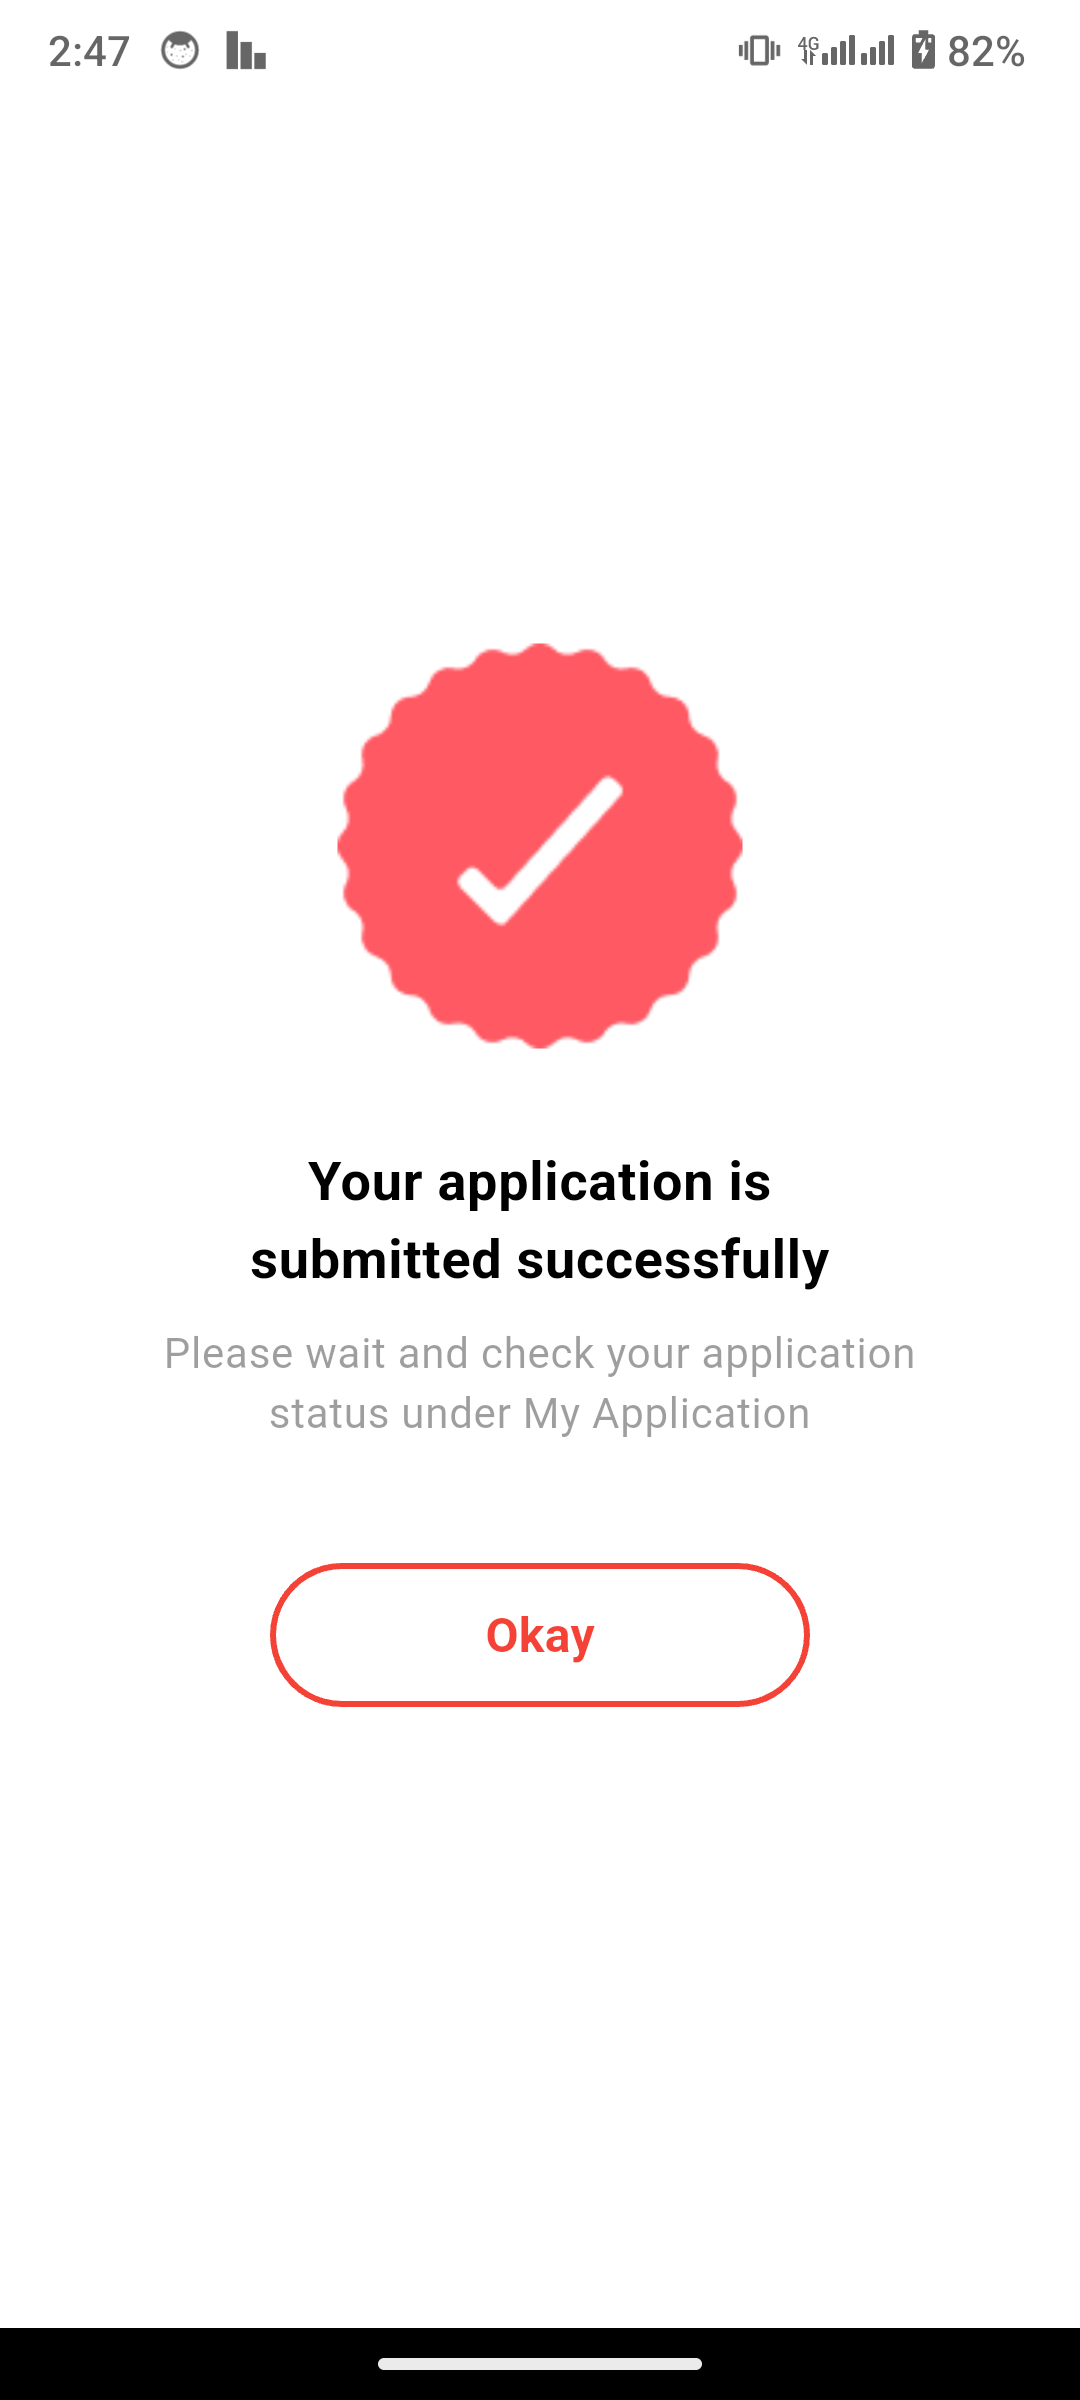 2:47
4G
82%
Your application is
submitted successfully
Please wait and check your application
status under My Application
Okay